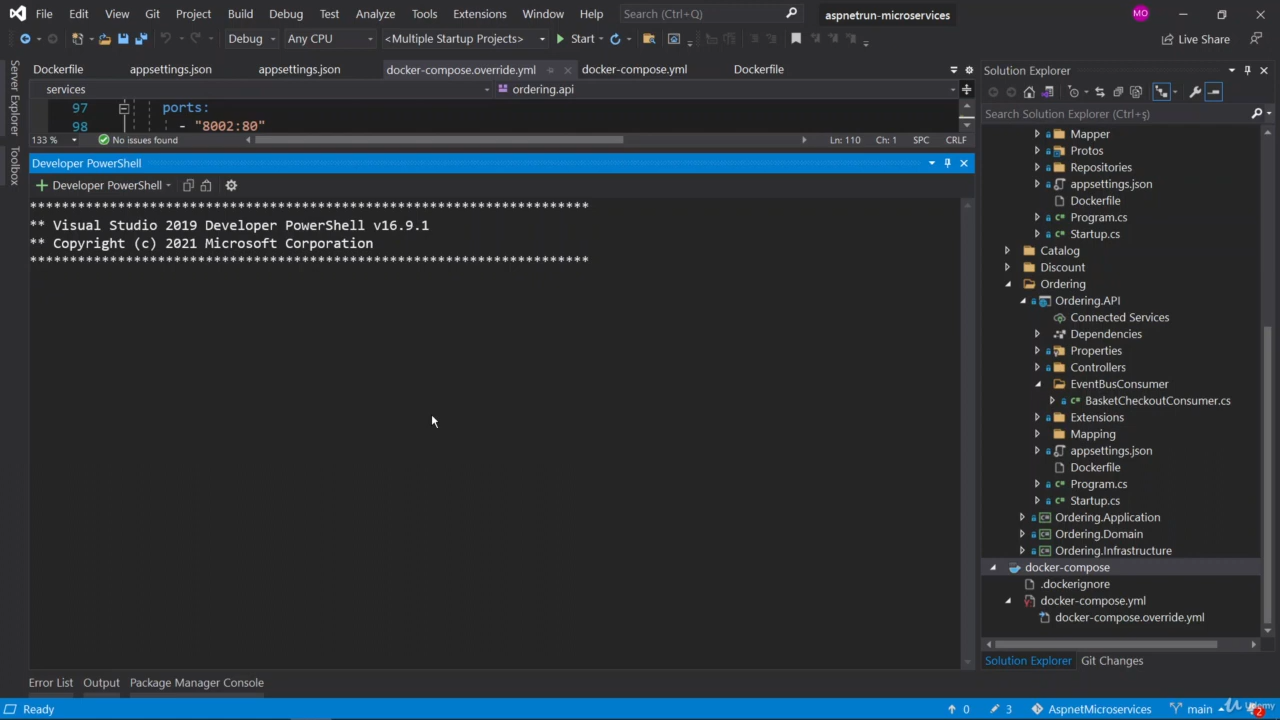 File Edit View Git Project Build Debug Test Analyze Tools Extensions Window Help Search (Ctrl+Q) aspnetrun-microservices MO
Debug Any CPU <Multiple Startup Projects> Start Live Share
Dockerfile appsettings.json appsettings.json docker-compose.override.yml docker-compose.yml Dockerfile
services ordering.api
97 ports:
98 - "8002:80"
133 % No issues found Ln: 110 Ch: 1 SPC CRLF
Developer PowerShell
Developer PowerShell
**********************************************************************
** Visual Studio 2019 Developer PowerShell v16.9.1
** Copyright (c) 2021 Microsoft Corporation
**********************************************************************
Server Explorer
Toolbox
Solution Explorer
Search Solution Explorer (Ctrl+ş)
Mapper
Protos
Repositories
appsettings.json
Dockerfile
Program.cs
Startup.cs
Catalog
Discount
Ordering
Ordering.API
Connected Services
Dependencies
Properties
Controllers
EventBusConsumer
BasketCheckoutConsumer.cs
Extensions
Mapping
appsettings.json
Dockerfile
Program.cs
Startup.cs
Ordering.Application
Ordering.Domain
Ordering.Infrastructure
docker-compose
.dockerignore
docker-compose.yml
docker-compose.override.yml
Solution Explorer Git Changes
Error List Output Package Manager Console
Ready 0 3 AspnetMicroservices main 2
Udemy